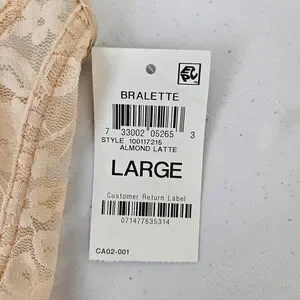 BRALETTE
7 33002 05265 3
STYLE 100117215
ALMOND LATTE
LARGE
Customer Return Label
071477635314
CA02-001